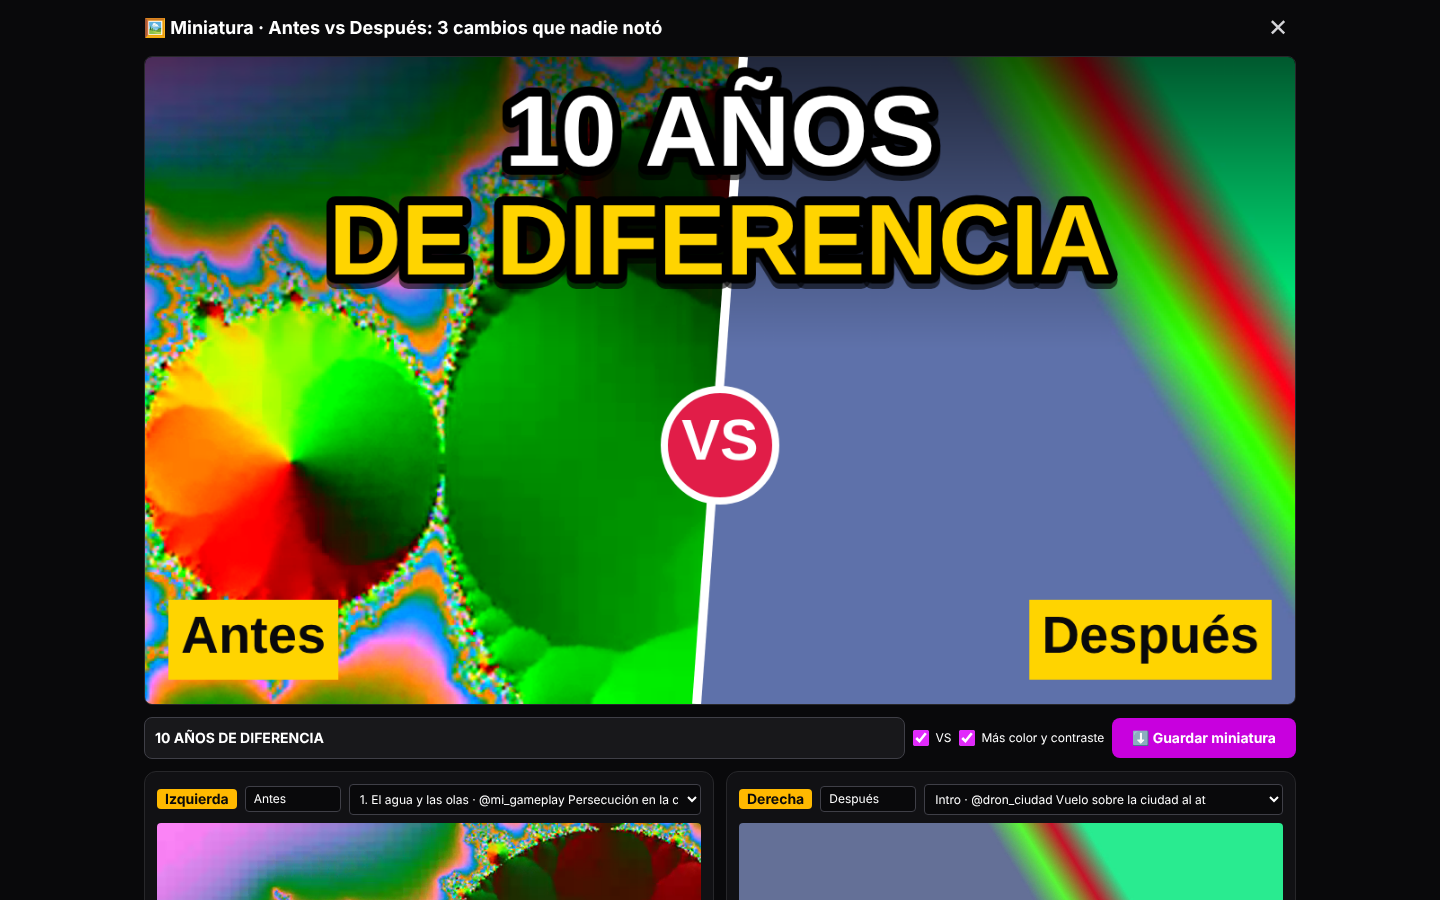 Miniatura · Antes vs Después: 3 cambios que nadie notó
10 AÑOS
DE DIFERENCIA
VS
Antes
Después
10 AÑOS DE DIFERENCIA
VS
Más color y contraste
Guardar miniatura
Izquierda
Antes
1. El agua y las olas · @mi_gameplay Persecución en la c
Derecha
Después
Intro · @dron_ciudad Vuelo sobre la ciudad al at